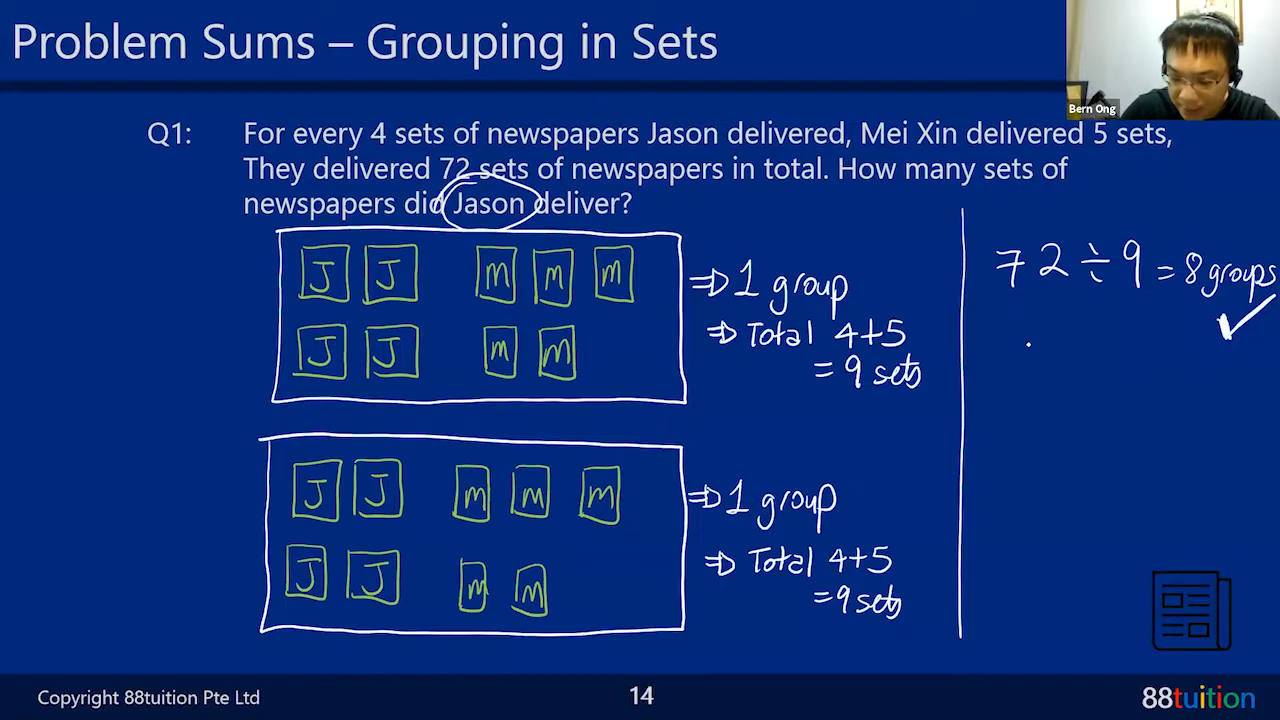 Problem Sums – Grouping in Sets
Bern Ong
Q1: For every 4 sets of newspapers Jason delivered, Mei Xin delivered 5 sets,
They delivered 72 sets of newspapers in total. How many sets of
newspapers did Jason deliver?
J J m m m
J J m m
⇒ 1 group
⇒ Total 4+5
= 9 sets
72 ÷ 9 = 8 groups
J J m m m
J J m m
⇒ 1 group
⇒ Total 4+5
= 9 sets
Copyright 88tuition Pte Ltd
14
88tuition